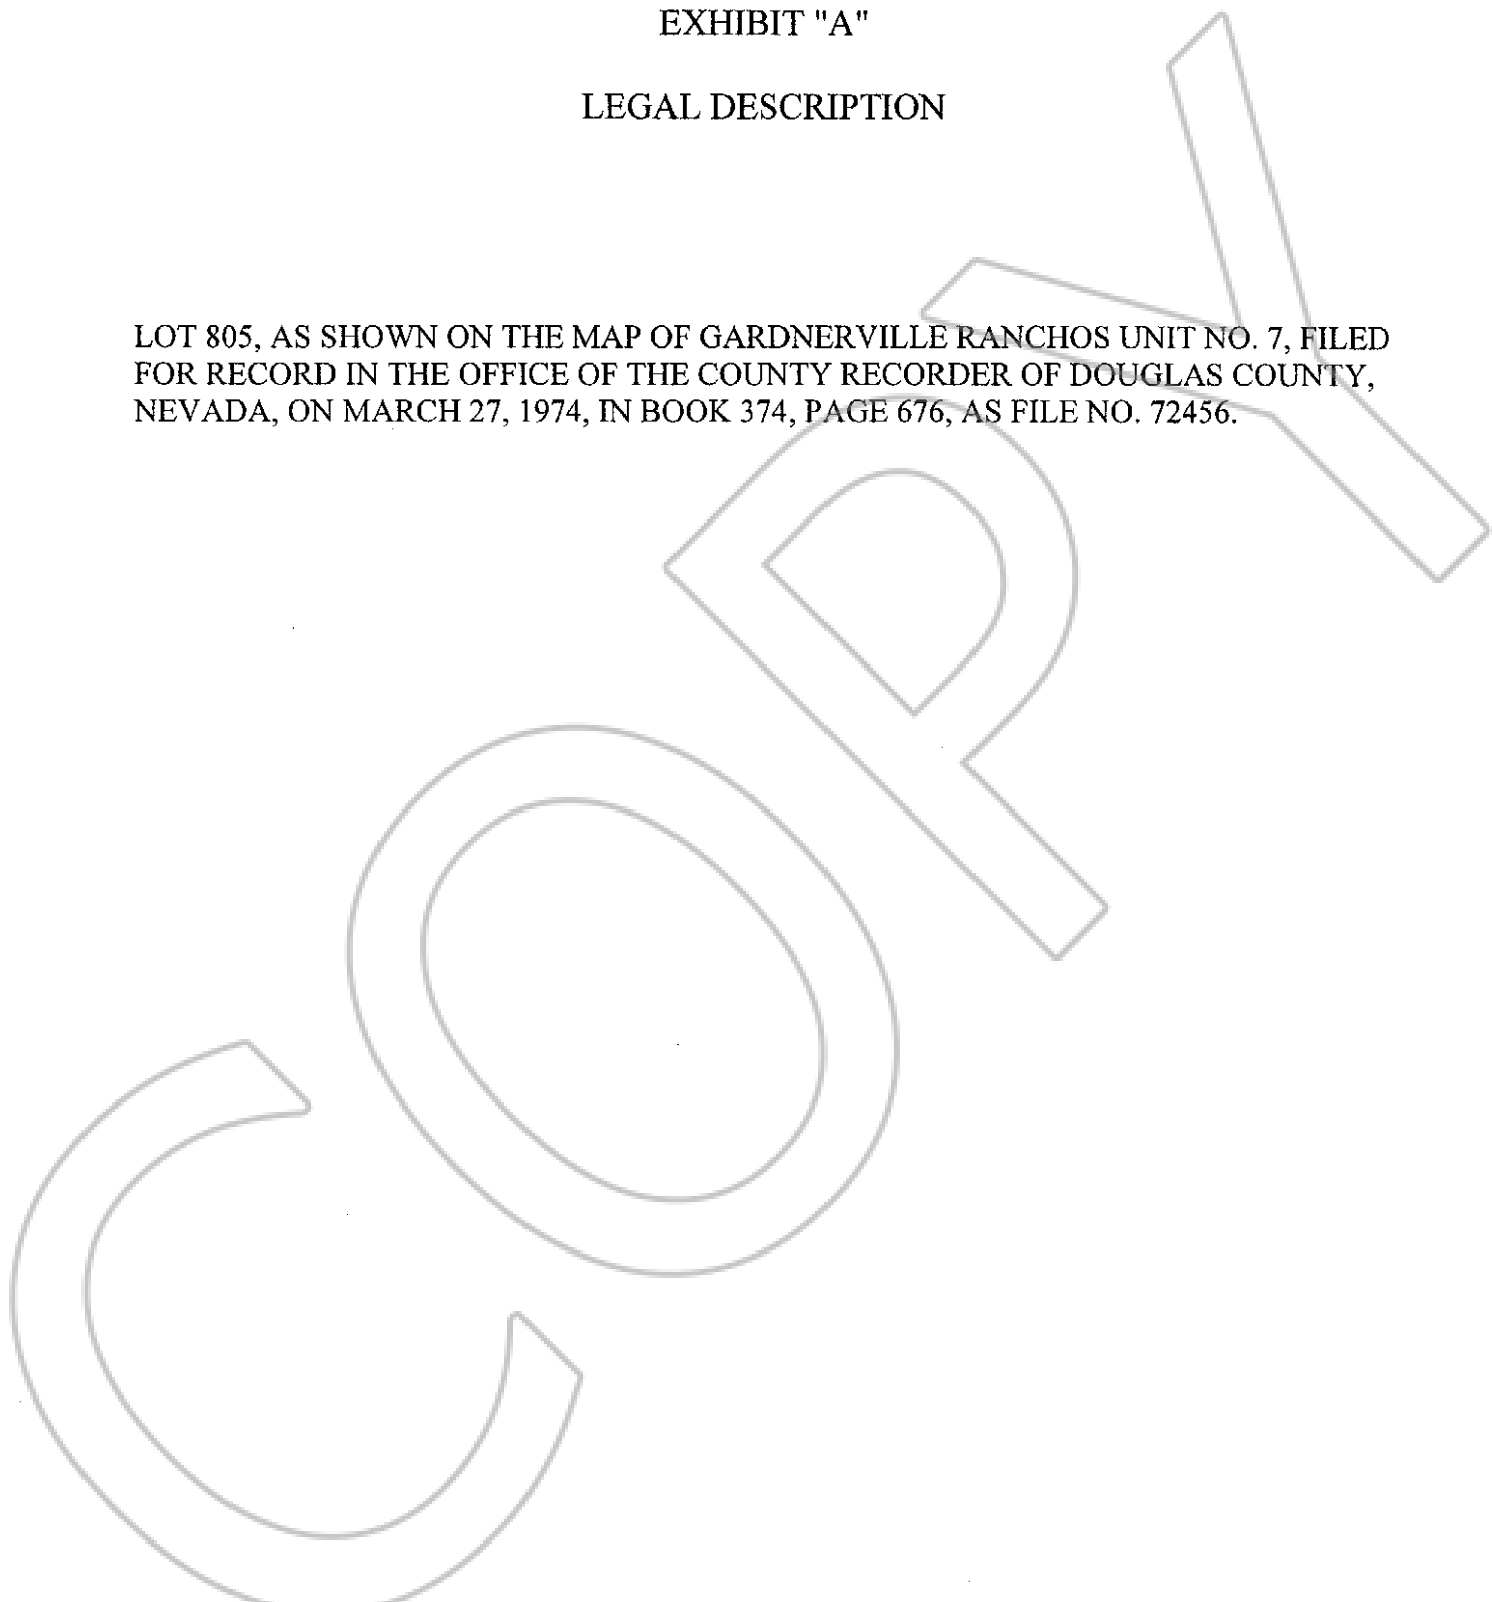 EXHIBIT "A"
LEGAL DESCRIPTION
LOT 805, AS SHOWN ON THE MAP OF GARDNERVILLE RANCHOS UNIT NO. 7, FILED
FOR RECORD IN THE OFFICE OF THE COUNTY RECORDER OF DOUGLAS COUNTY,
NEVADA, ON MARCH 27, 1974, IN BOOK 374, PAGE 676, AS FILE NO. 72456.
COPY